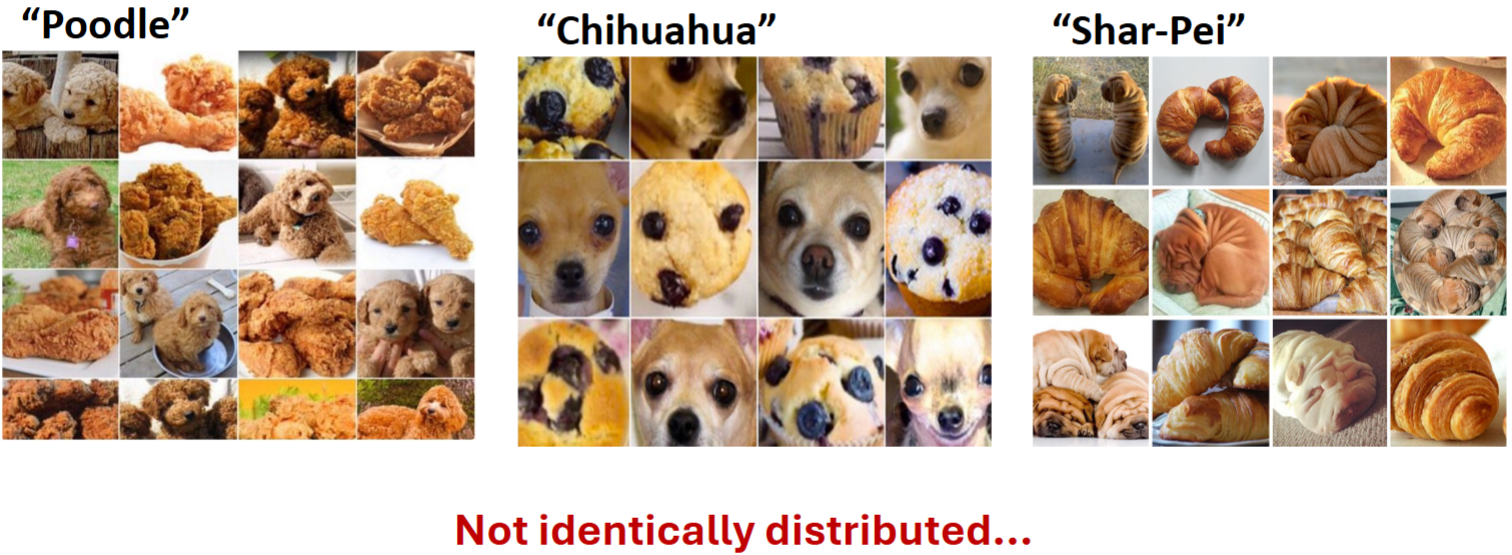 “Poodle”
“Chihuahua”
“Shar-Pei”
Not identically distributed...